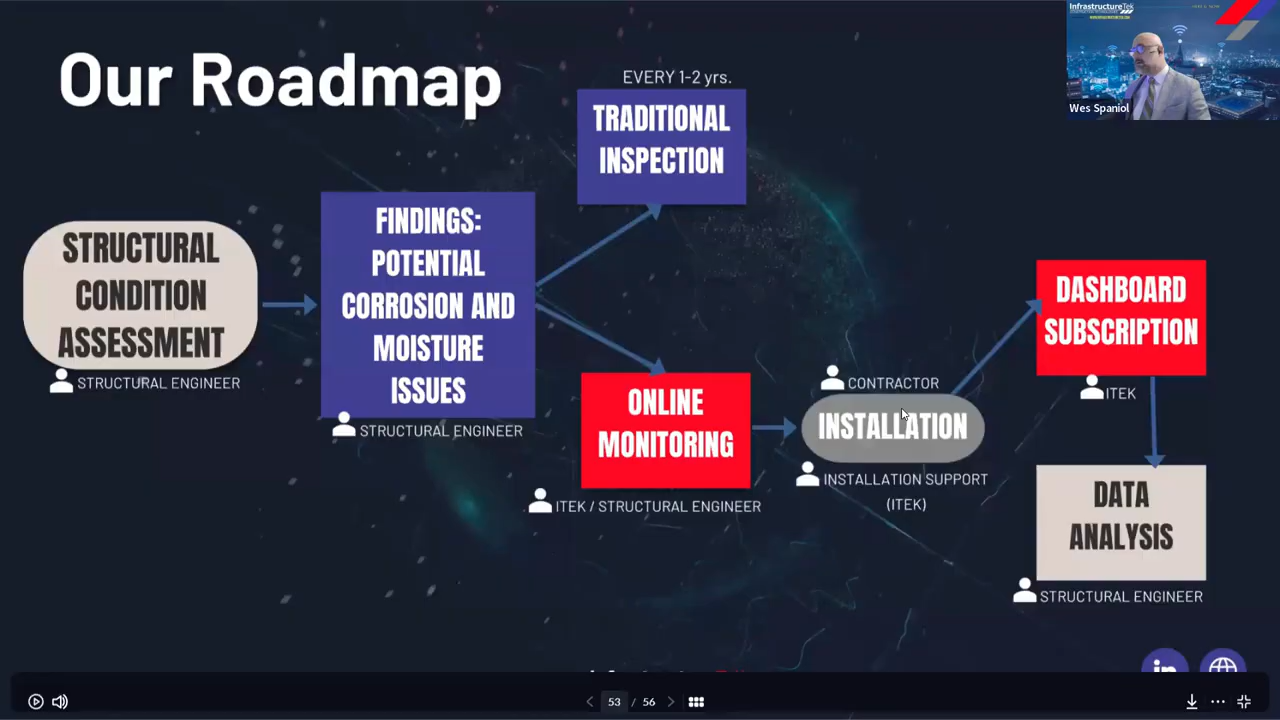 Our Roadmap
EVERY 1-2 yrs.
TRADITIONAL
INSPECTION
InfrastructureTek
Wes Spaniol
STRUCTURAL
CONDITION
ASSESSMENT
STRUCTURAL ENGINEER
FINDINGS:
POTENTIAL
CORROSION AND
MOISTURE
ISSUES
STRUCTURAL ENGINEER
ONLINE
MONITORING
ITEK / STRUCTURAL ENGINEER
CONTRACTOR
INSTALLATION
INSTALLATION SUPPORT
(ITEK)
DASHBOARD
SUBSCRIPTION
ITEK
DATA
ANALYSIS
STRUCTURAL ENGINEER
in
53 / 56